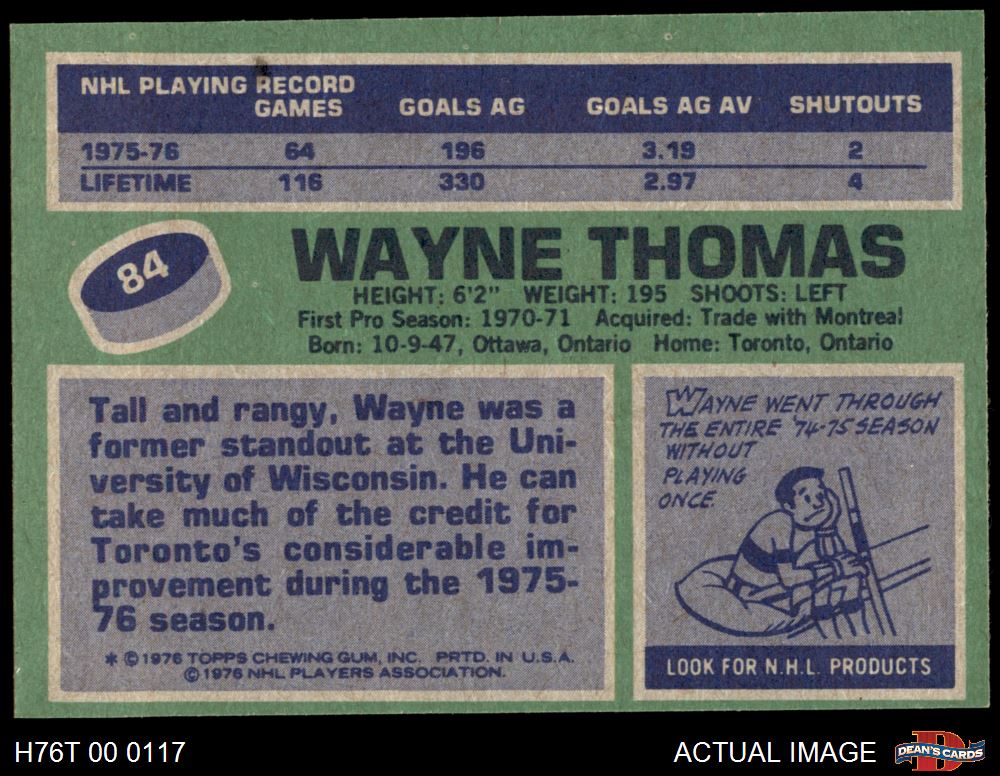 NHL PLAYING RECORD
GAMES GOALS AG GOALS AG AV SHUTOUTS
1975-76 64 196 3.19 2
LIFETIME 116 330 2.97 4
84
WAYNE THOMAS
HEIGHT: 6'2" WEIGHT: 195 SHOOTS: LEFT
First Pro Season: 1970-71 Acquired: Trade with Montreal
Born: 10-9-47, Ottawa, Ontario Home: Toronto, Ontario
Tall and rangy, Wayne was a
former standout at the Uni-
versity of Wisconsin. He can
take much of the credit for
Toronto's considerable im-
provement during the 1975-
76 season.
* © 1976 TOPPS CHEWING GUM, INC. PRTD. IN U.S.A.
© 1976 NHL PLAYERS ASSOCIATION.
WAYNE WENT THROUGH
THE ENTIRE '74-75 SEASON
WITHOUT
PLAYING
ONCE.
LOOK FOR N.H.L. PRODUCTS
H76T 00 0117 ACTUAL IMAGE DEAN'S CARDS